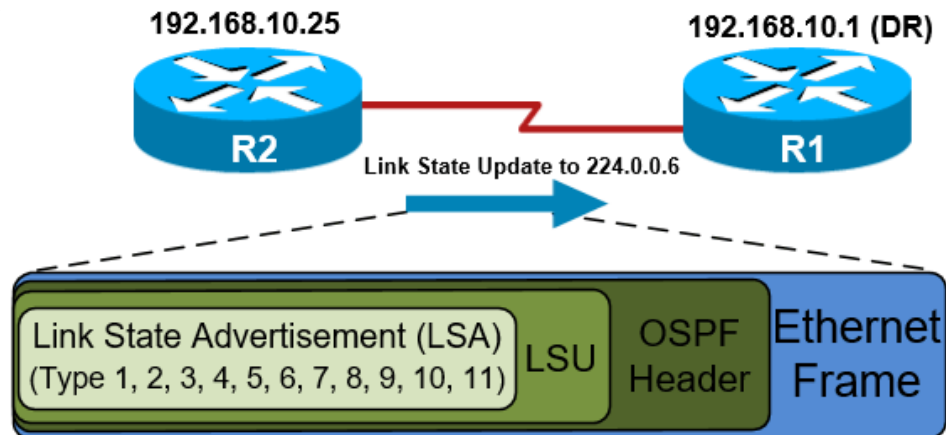 192.168.10.25
192.168.10.1 (DR)
R2
R1
Link State Update to 224.0.0.6
Link State Advertisement (LSA)
(Type 1, 2, 3, 4, 5, 6, 7, 8, 9, 10, 11)
LSU
OSPF
Header
Ethernet
Frame